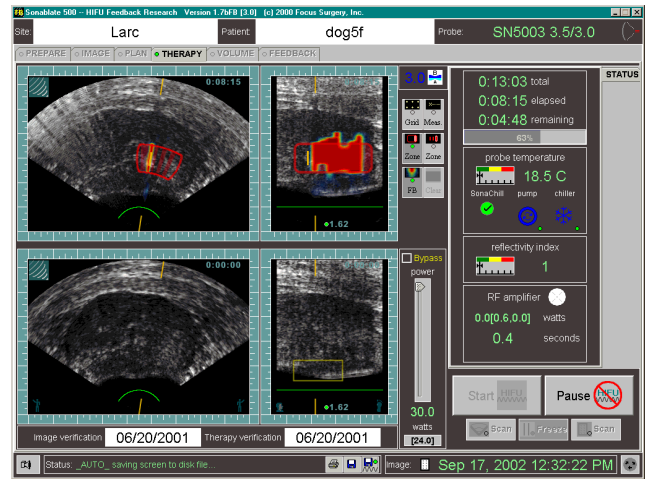 Sonablate 500 -- HIFU Feedback Research Version 1.7bFB [3.0] (c) 2000 Focus Surgery, Inc.
Site: Larc Patient: dog5f Probe: SN5003 3.5/3.0
PREPARE IMAGE PLAN THERAPY VOLUME FEEDBACK
STATUS
0:08:15
1.62
3.0
Grid Meas.
Zone Zone
FB Clear
0:13:03 total
0:08:15 elapsed
0:04:48 remaining
63%
probe temperature
18.5 C
SonaChill pump chiller
reflectivity index
1
RF amplifier
0.0[0.6,0.0] watts
0.4 seconds
0:00:00
1.62
Bypass
power
30.0
watts
[24.0]
Start HIFU Pause HIFU
Scan Freeze Scan
Image verification 06/20/2001 Therapy verification 06/20/2001
Status: _AUTO_ saving screen to disk file... Image: Sep 17, 2002 12:32:22 PM